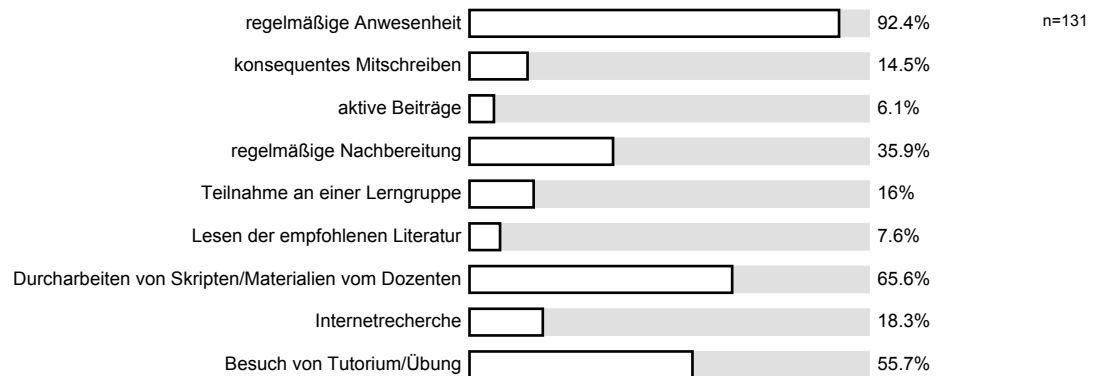 regelmäßige Anwesenheit 92.4% n=131
konsequentes Mitschreiben 14.5%
aktive Beiträge 6.1%
regelmäßige Nachbereitung 35.9%
Teilnahme an einer Lerngruppe 16%
Lesen der empfohlenen Literatur 7.6%
Durcharbeiten von Skripten/Materialien vom Dozenten 65.6%
Internetrecherche 18.3%
Besuch von Tutorium/Übung 55.7%